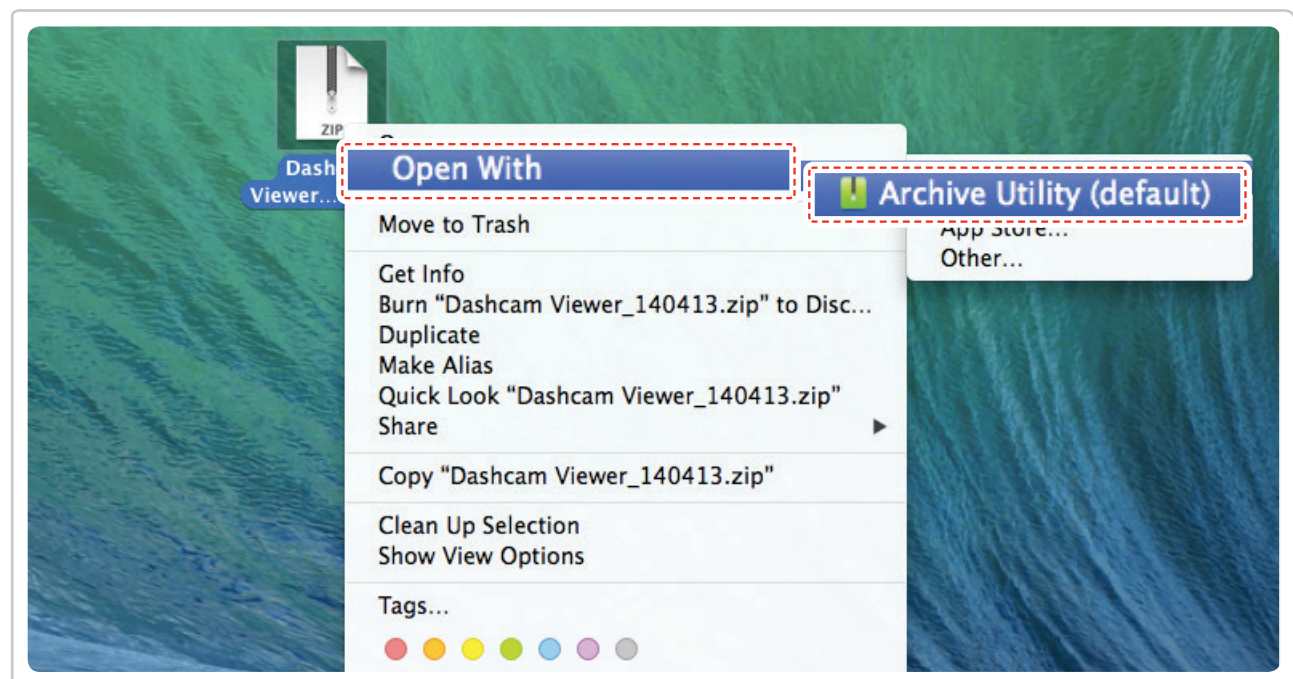 ZIP
Dash
Viewer...
Open With
Archive Utility (default)
App Store...
Other...
Move to Trash
Get Info
Burn “Dashcam Viewer_140413.zip” to Disc...
Duplicate
Make Alias
Quick Look “Dashcam Viewer_140413.zip”
Share
Copy “Dashcam Viewer_140413.zip”
Clean Up Selection
Show View Options
Tags...